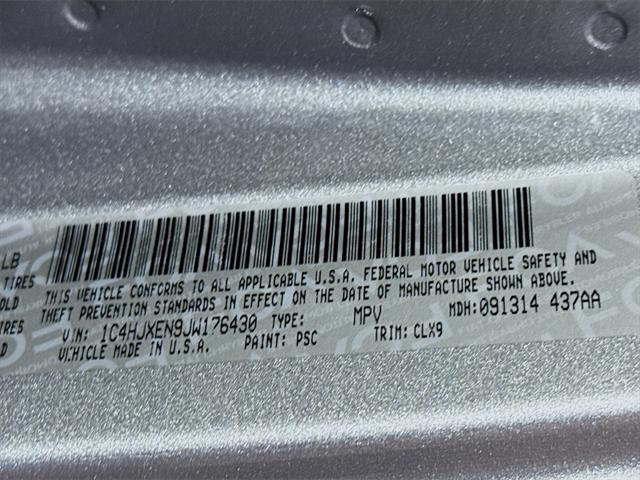 LB
TIRES
OLD
TIRES
D
THIS VEHICLE CONFORMS TO ALL APPLICABLE U.S.A. FEDERAL MOTOR VEHICLE SAFETY AND
THEFT PREVENTION STANDARDS IN EFFECT ON THE DATE OF MANUFACTURE SHOWN ABOVE.
VIN: 1C4HJXEN9JW176430 TYPE: MPV MDH:091314 437AA
VEHICLE MADE IN U.S.A. PAINT: PSC TRIM: CLX9